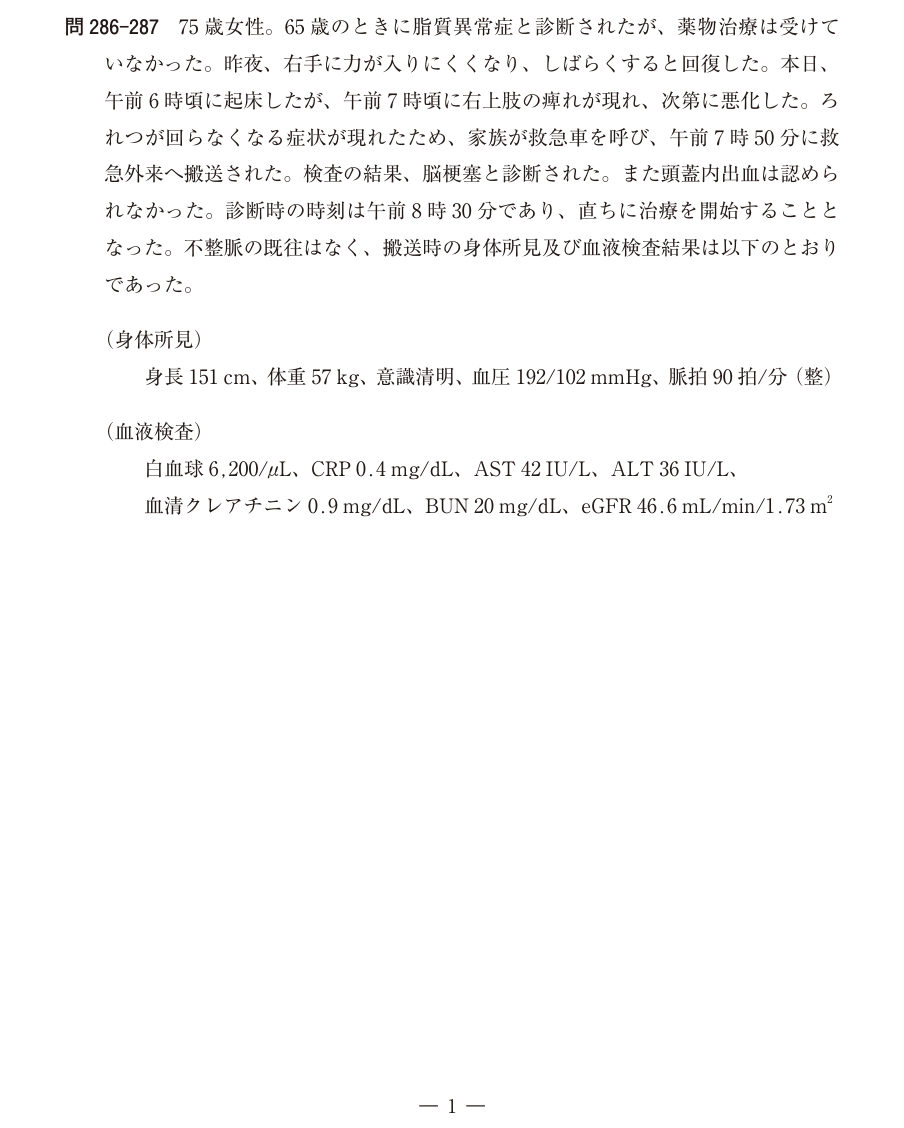 問 286−287　75 歳女性。65 歳のときに脂質異常症と診断されたが、薬物治療は受けて
いなかった。昨夜、右手に力が入りにくくなり、しばらくすると回復した。本日、
午前 6 時頃に起床したが、午前 7 時頃に右上肢の痺れが現れ、次第に悪化した。ろ
れつが回らなくなる症状が現れたため、家族が救急車を呼び、午前 7 時 50 分に救
急外来へ搬送された。検査の結果、脳梗塞と診断された。また頭蓋内出血は認めら
れなかった。診断時の時刻は午前 8 時 30 分であり、直ちに治療を開始することと
なった。不整脈の既往はなく、搬送時の身体所見及び血液検査結果は以下のとおり
であった。
（身体所見）
身長 151 cm、体重 57 kg、意識清明、血圧 192/102 mmHg、脈拍 90 拍/分（整）
（血液検査）
白血球 6,200/μL、CRP 0.4 mg/dL、AST 42 IU/L、ALT 36 IU/L、
血清クレアチニン 0.9 mg/dL、BUN 20 mg/dL、eGFR 46.6 mL/min/1.73 m²
― 1 ―